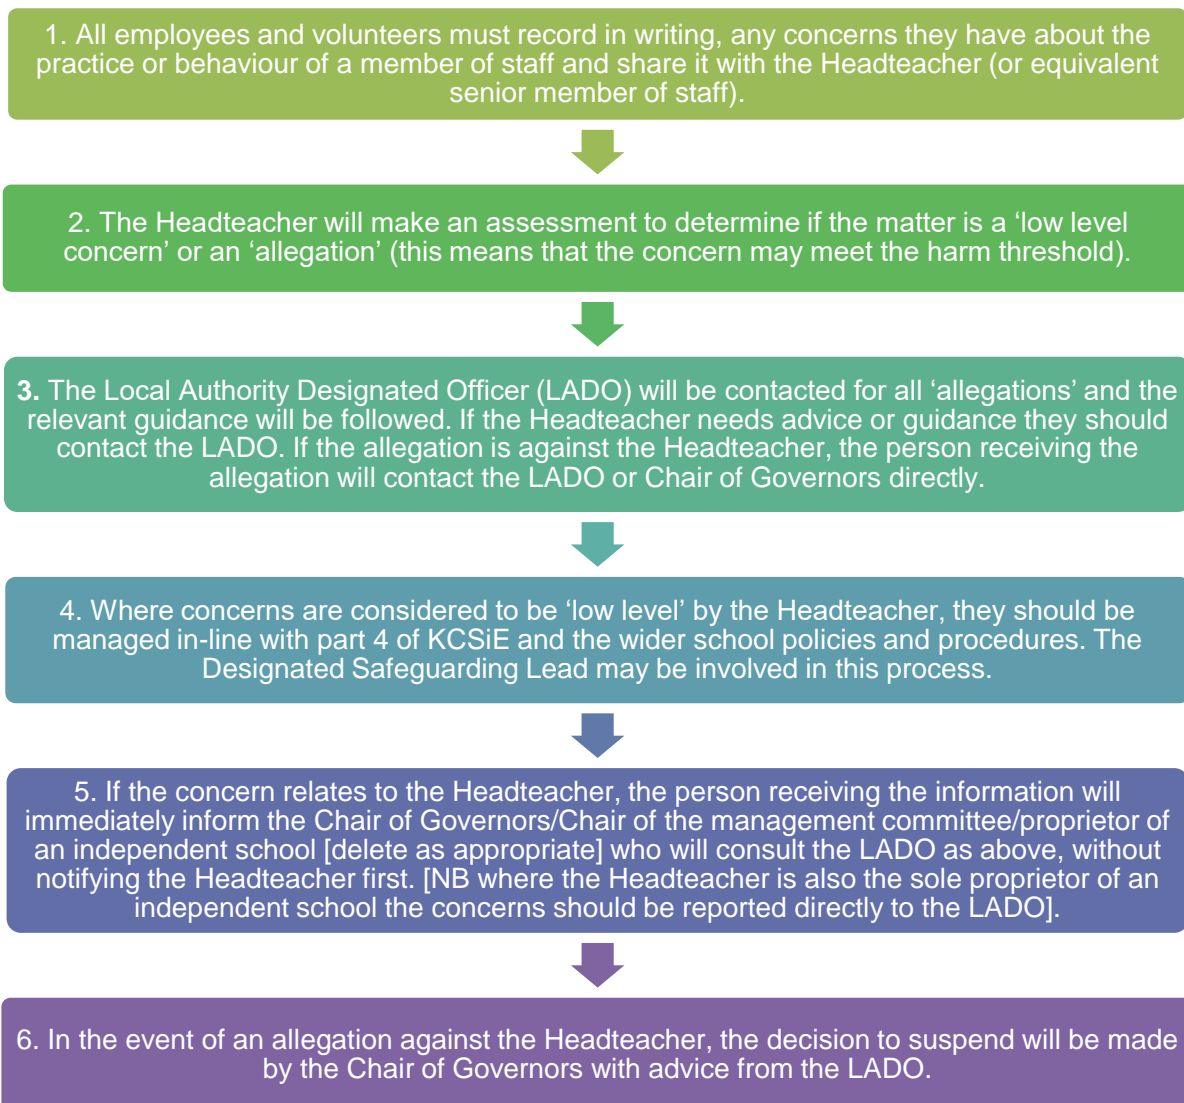 1. All employees and volunteers must record in writing, any concerns they have about the
practice or behaviour of a member of staff and share it with the Headteacher (or equivalent
senior member of staff).
2. The Headteacher will make an assessment to determine if the matter is a ‘low level
concern’ or an ‘allegation’ (this means that the concern may meet the harm threshold).
3. The Local Authority Designated Officer (LADO) will be contacted for all ‘allegations’ and the
relevant guidance will be followed. If the Headteacher needs advice or guidance they should
contact the LADO. If the allegation is against the Headteacher, the person receiving the
allegation will contact the LADO or Chair of Governors directly.
4. Where concerns are considered to be ‘low level’ by the Headteacher, they should be
managed in-line with part 4 of KCSiE and the wider school policies and procedures. The
Designated Safeguarding Lead may be involved in this process.
5. If the concern relates to the Headteacher, the person receiving the information will
immediately inform the Chair of Governors/Chair of the management committee/proprietor of
an independent school [delete as appropriate] who will consult the LADO as above, without
notifying the Headteacher first. [NB where the Headteacher is also the sole proprietor of an
independent school the concerns should be reported directly to the LADO].
6. In the event of an allegation against the Headteacher, the decision to suspend will be made
by the Chair of Governors with advice from the LADO.